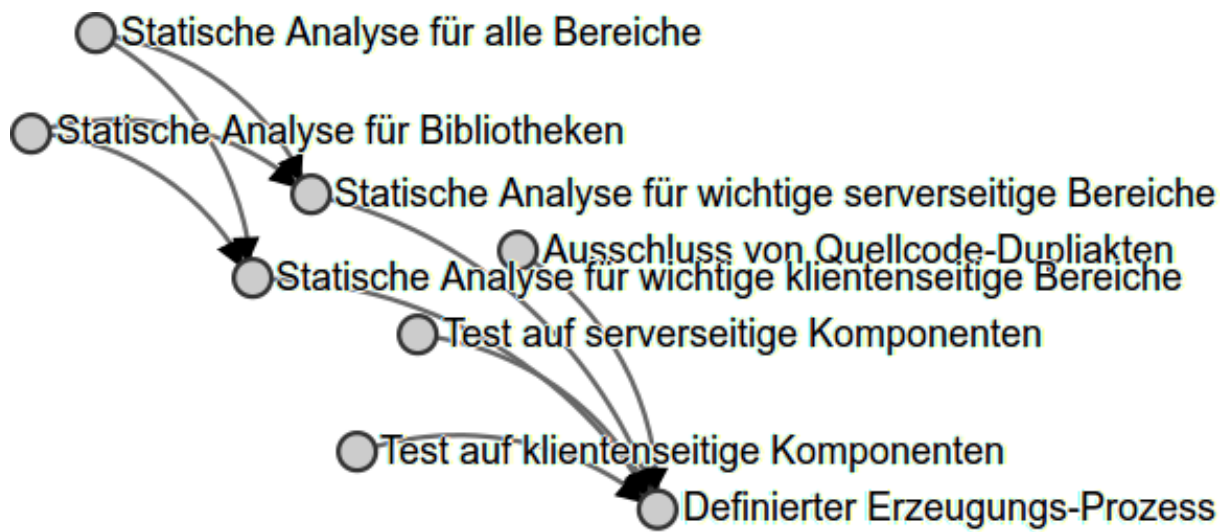 Statische Analyse für alle Bereiche
Statische Analyse für Bibliotheken
Statische Analyse für wichtige serverseitige Bereiche
Ausschluss von Quellcode-Dupliakten
Statische Analyse für wichtige klientenseitige Bereiche
Test auf serverseitige Komponenten
Test auf klientenseitige Komponenten
Definierter Erzeugungs-Prozess